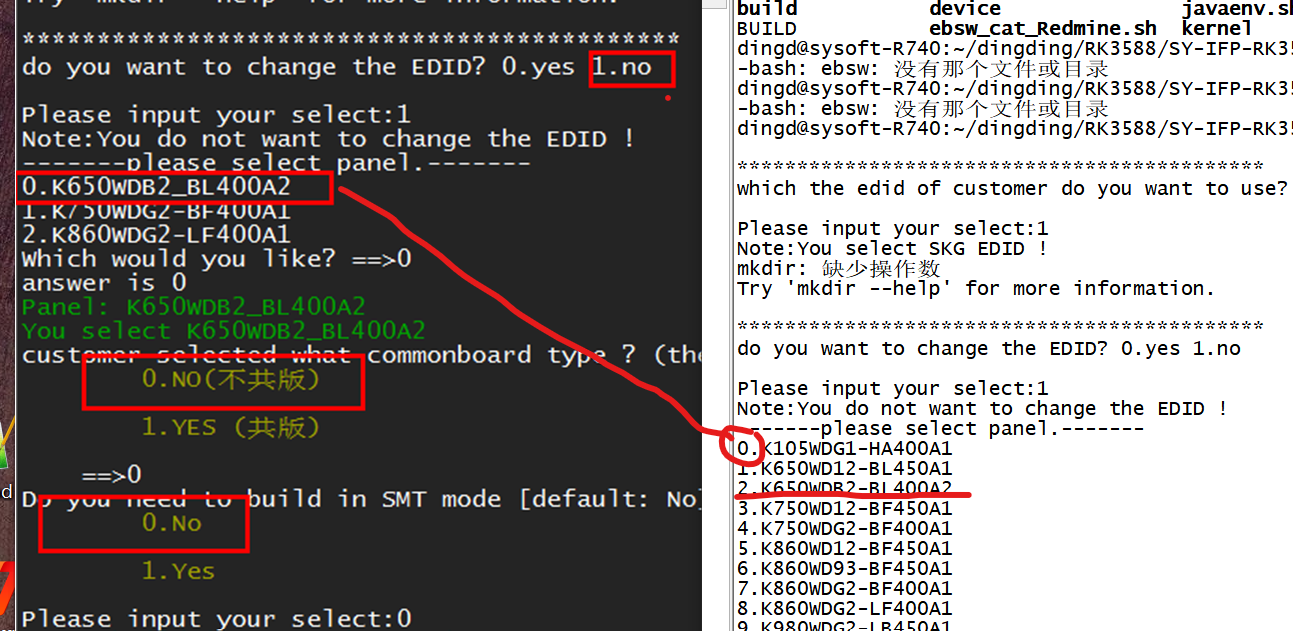 Try 'mkdir --help' for more information.
********************************************
do you want to change the EDID? 0.yes 1.no
Please input your select:1
Note:You do not want to change the EDID !
-------please select panel.-------
0.K650WDB2_BL400A2
1.K750WDG2-BF400A1
2.K860WDG2-LF400A1
Which would you like? ==>0
answer is 0
Panel: K650WDB2_BL400A2
You select K650WDB2_BL400A2
customer selected what commonboard type ? (the
0.NO(不共版)
1.YES (共版)
==>0
Do you need to build in SMT mode [default: No]
0.No
1.Yes
Please input your select:0
build device javaenv.sh
BUILD ebsw_cat_Redmine.sh kernel
dingd@sysoft-R740:~/dingding/RK3588/SY-IFP-RK35
-bash: ebsw: 没有那个文件或目录
dingd@sysoft-R740:~/dingding/RK3588/SY-IFP-RK35
-bash: ebsw: 没有那个文件或目录
dingd@sysoft-R740:~/dingding/RK3588/SY-IFP-RK35
********************************************
which the edid of customer do you want to use?
Please input your select:1
Note:You select SKG EDID !
mkdir: 缺少操作数
Try 'mkdir --help' for more information.
********************************************
do you want to change the EDID? 0.yes 1.no
Please input your select:1
Note:You do not want to change the EDID !
-------please select panel.-------
0.K105WDG1-HA400A1
1.K650WD12-BL450A1
2.K650WDB2-BL400A2
3.K750WD12-BF450A1
4.K750WDG2-BF400A1
5.K860WD12-BF450A1
6.K860WD93-BF450A1
7.K860WDG2-BF400A1
8.K860WDG2-LF400A1
9.K980WDG2-LB450A1